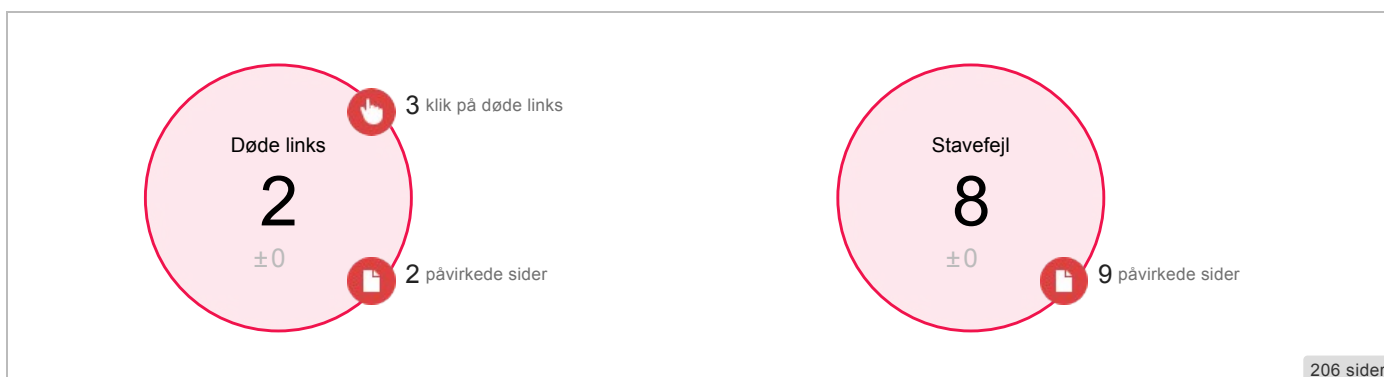 3 klik på døde links
Døde links
2
±0
2 påvirkede sider
Stavefejl
8
±0
9 påvirkede sider
206 sider